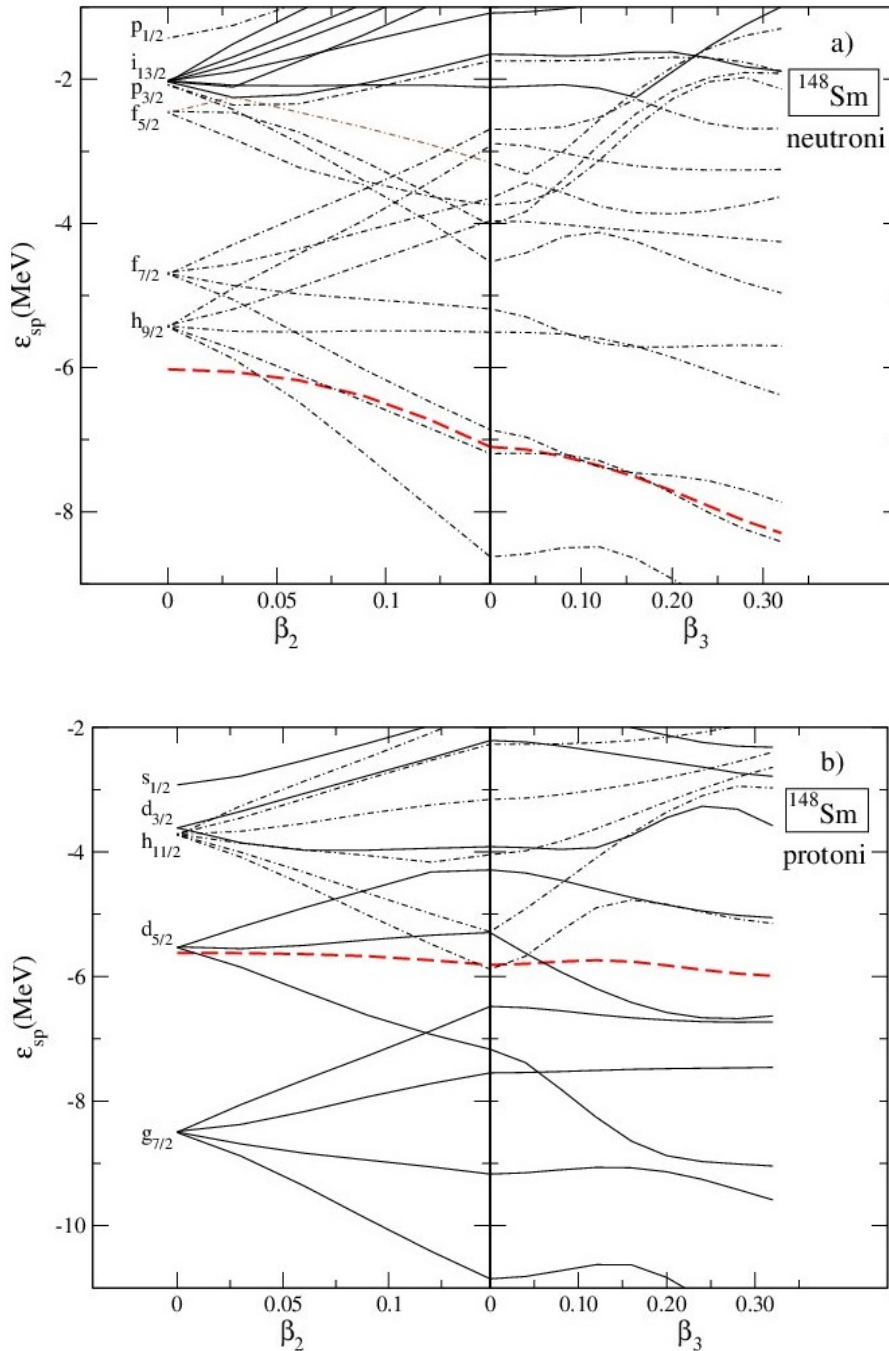 p1/2
i13/2
p3/2
f5/2
f7/2
h9/2
a)
148Sm
neutroni
-2
-4
-6
-8
εsp(MeV)
0 0.05 0.1 0 0.10 0.20 0.30
β2 β3
s1/2
d3/2
h11/2
d5/2
g7/2
b)
148Sm
protoni
-2
-4
-6
-8
-10
εsp(MeV)
0 0.05 0.1 0 0.10 0.20 0.30
β2 β3